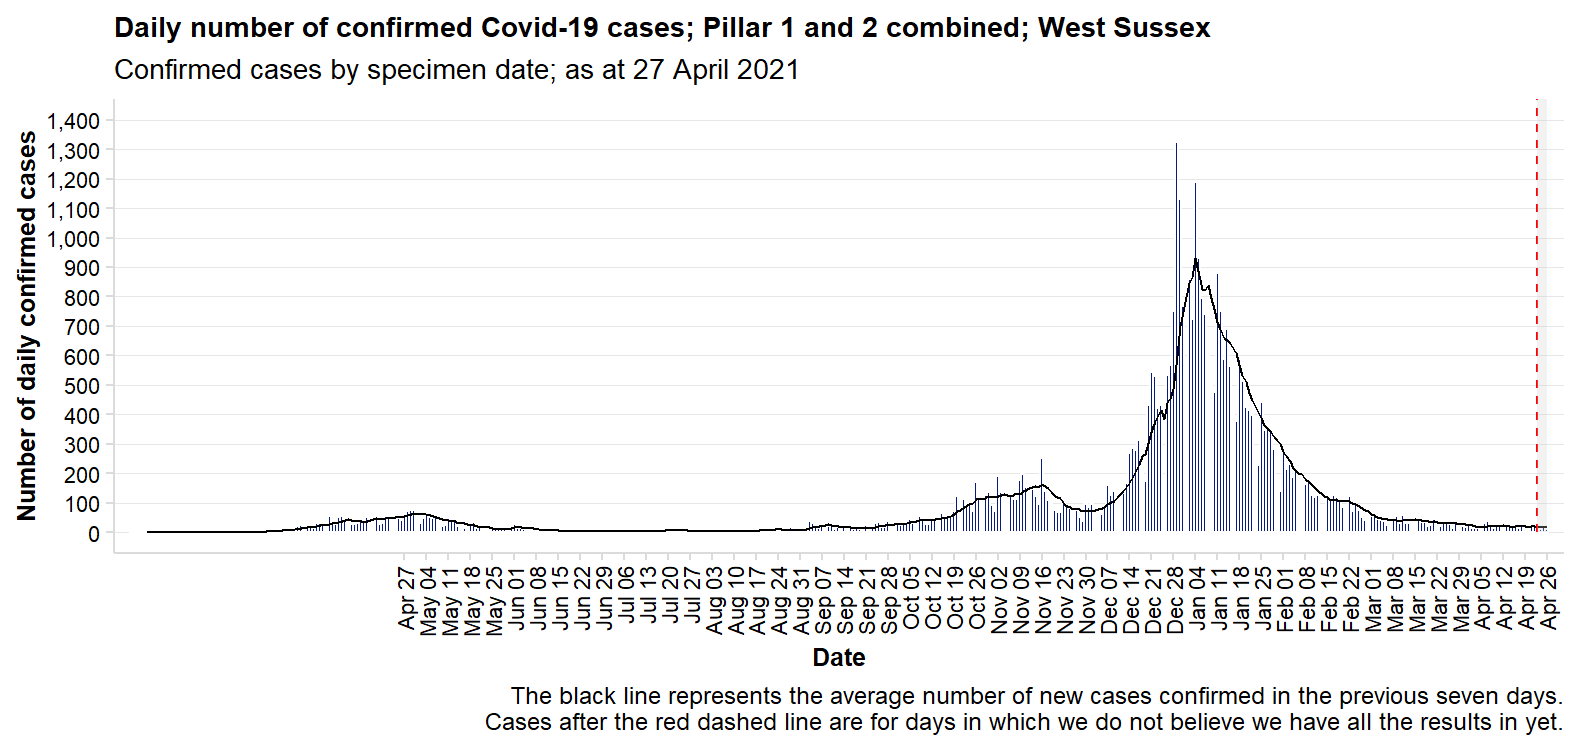 Daily number of confirmed Covid-19 cases; Pillar 1 and 2 combined; West Sussex
Confirmed cases by specimen date; as at 27 April 2021
Number of daily confirmed cases
1,400
1,300
1,200
1,100
1,000
900
800
700
600
500
400
300
200
100
0
Apr 27
May 04
May 11
May 18
May 25
Jun 01
Jun 08
Jun 15
Jun 22
Jun 29
Jul 06
Jul 13
Jul 20
Jul 27
Aug 03
Aug 10
Aug 17
Aug 24
Aug 31
Sep 07
Sep 14
Sep 21
Sep 28
Oct 05
Oct 12
Oct 19
Oct 26
Nov 02
Nov 09
Nov 16
Nov 23
Nov 30
Dec 07
Dec 14
Dec 21
Dec 28
Jan 04
Jan 11
Jan 18
Jan 25
Feb 01
Feb 08
Feb 15
Feb 22
Mar 01
Mar 08
Mar 15
Mar 22
Mar 29
Apr 05
Apr 12
Apr 19
Apr 26
Date
The black line represents the average number of new cases confirmed in the previous seven days.
Cases after the red dashed line are for days in which we do not believe we have all the results in yet.